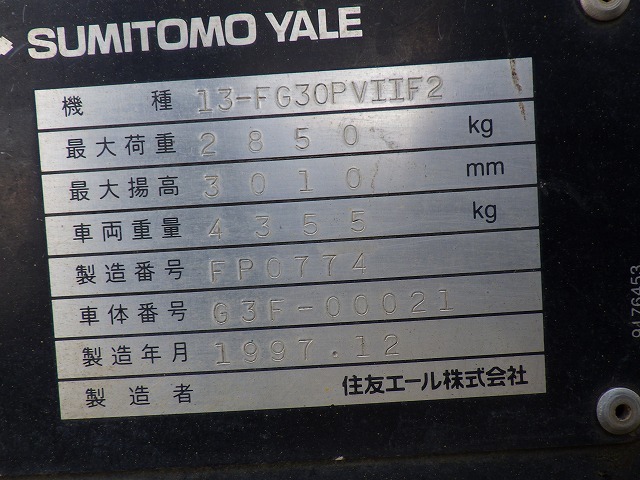 SUMITOMO YALE
機種 13-FG30PVIIF2
最大荷重 2850 kg
最大揚高 3010 mm
車両重量 4355 kg
製造番号 FP0774
車体番号 G3F-00021
製造年月 1997.12
製造者 住友エール株式会社
9176453